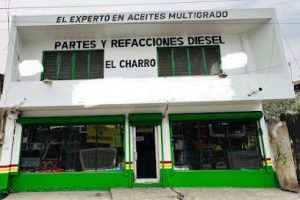 EL EXPERTO EN ACEITES MULTIGRADO
PARTES Y REFACCIONES DIESEL
EL CHARRO